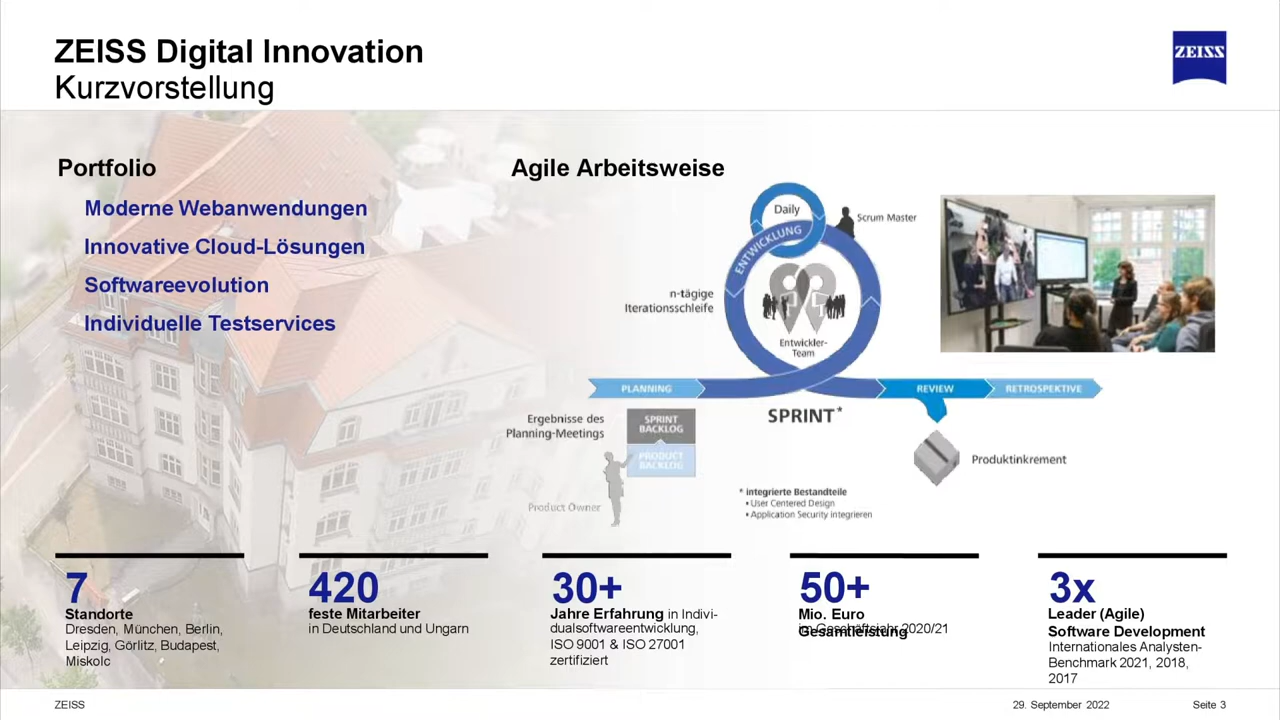 ZEISS Digital Innovation
Kurzvorstellung
ZEISS
Portfolio
Moderne Webanwendungen
Innovative Cloud-Lösungen
Softwareevolution
Individuelle Testservices
Agile Arbeitsweise
Daily
Scrum Master
ENTWICKLUNG
n-tägige
Iterationsschleife
Entwickler-
Team
PLANNING
REVIEW
RETROSPEKTIVE
SPRINT*
Ergebnisse des
Planning-Meetings
SPRINT
BACKLOG
PRODUCT
BACKLOG
Product Owner
Produktinkrement
* integrierte Bestandteile
▪ User Centered Design
▪ Application Security integrieren
7
Standorte
Dresden, München, Berlin,
Leipzig, Görlitz, Budapest,
Miskolc
420
feste Mitarbeiter
in Deutschland und Ungarn
30+
Jahre Erfahrung in Indivi-
dualsoftwareentwicklung,
ISO 9001 & ISO 27001
zertifiziert
50+
Mio. Euro
Gesamtleistung
im Geschäftsjahr 2020/21
3x
Leader (Agile)
Software Development
Internationales Analysten-
Benchmark 2021, 2018,
2017
ZEISS
29. September 2022
Seite 3